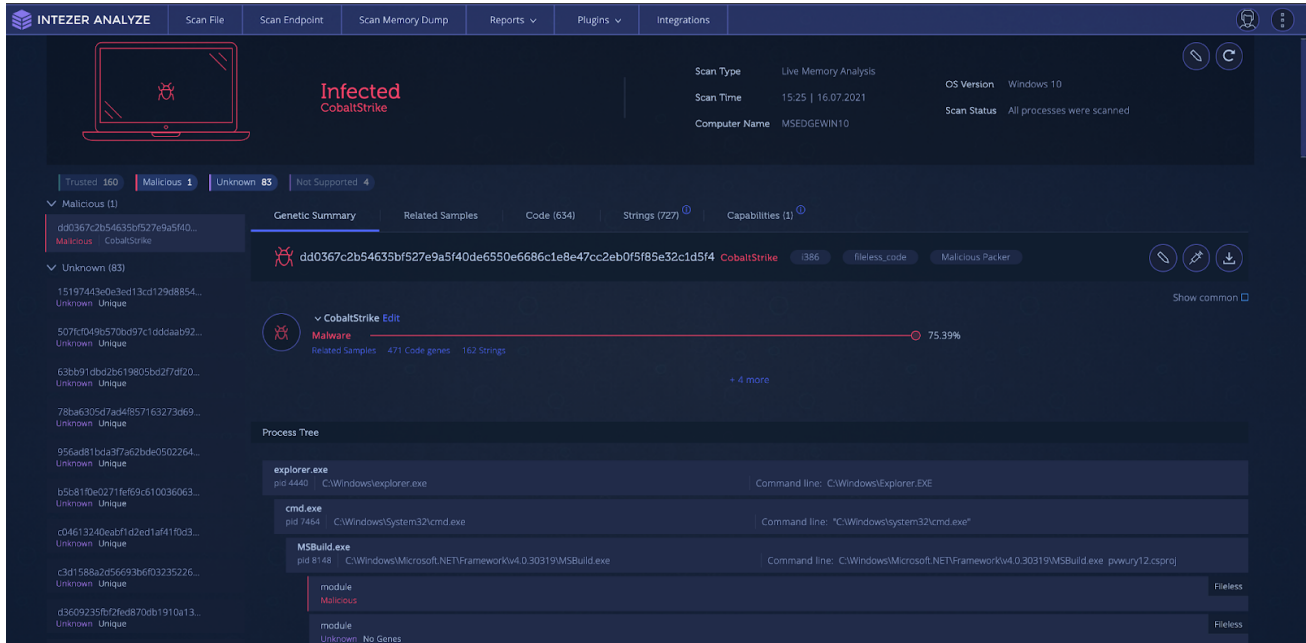 INTEZER ANALYZE Scan File Scan Endpoint Scan Memory Dump Reports Plugins Integrations
Infected
CobaltStrike
Scan Type Live Memory Analysis
Scan Time 15:25 | 16.07.2021
Computer Name MSEDGEWIN10
OS Version Windows 10
Scan Status All processes were scanned
Trusted 160 Malicious 1 Unknown 83 Not Supported 4
Malicious (1)
dd0367c2b54635bf527e9a5f40...
Malicious CobaltStrike
Unknown (83)
15197443e0e3ed13cd129d8854...
Unknown Unique
507fcf049b570bd97c1dddaab92...
Unknown Unique
63bb91dbd2b619805bd2f7df20...
Unknown Unique
78ba6305d7ad4f857163273d69...
Unknown Unique
956ad81bda3f7a62bde0502264...
Unknown Unique
b5b81f0e0271fef69c610036063...
Unknown Unique
c04613240eabf1d2ed1af41f0d3...
Unknown Unique
c3d1588a2d56693b6f03235226...
Unknown Unique
d3609235fbf2fed870db1910a13...
Unknown Unique
Genetic Summary Related Samples Code (634) Strings (727) Capabilities (1)
dd0367c2b54635bf527e9a5f40de6550e6686c1e8e47cc2eb0f5f85e32c1d5f4 CobaltStrike i386 fileless_code Malicious Packer
Show common
CobaltStrike Edit
Malware 75.39%
Related Samples 471 Code genes 162 Strings
+ 4 more
Process Tree
explorer.exe
pid 4440 C:\Windows\explorer.exe Command line: C:\Windows\Explorer.EXE
cmd.exe
pid 7464 C:\Windows\System32\cmd.exe Command line: "C:\Windows\system32\cmd.exe"
MSBuild.exe
pid 8148 C:\Windows\Microsoft.NET\Framework\v4.0.30319\MSBuild.exe Command line: C:\Windows\Microsoft.NET\Framework\v4.0.30319\MSBuild.exe pvwury12.csproj
module Fileless
Malicious
module Fileless
Unknown No Genes